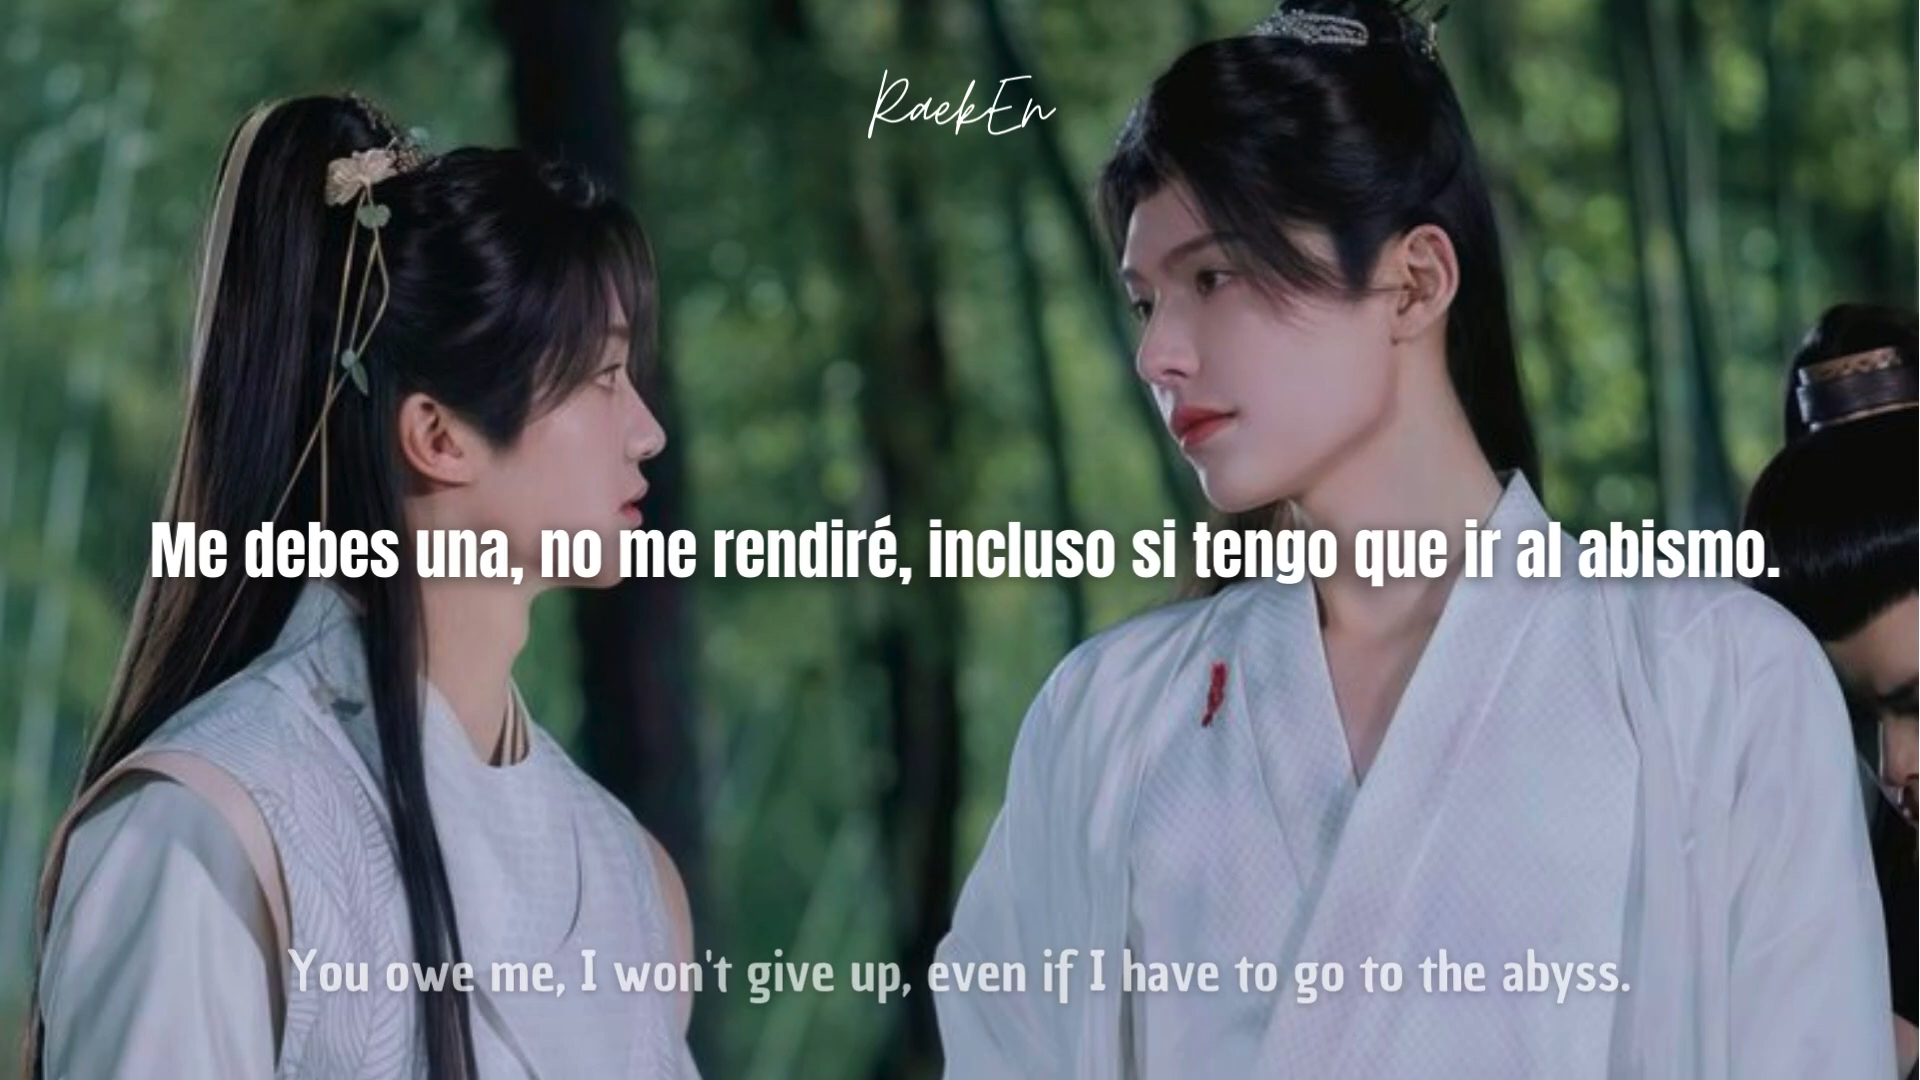 RaekEn
Me debes una, no me rendiré, incluso si tengo que ir al abismo.
You owe me, I won't give up, even if I have to go to the abyss.